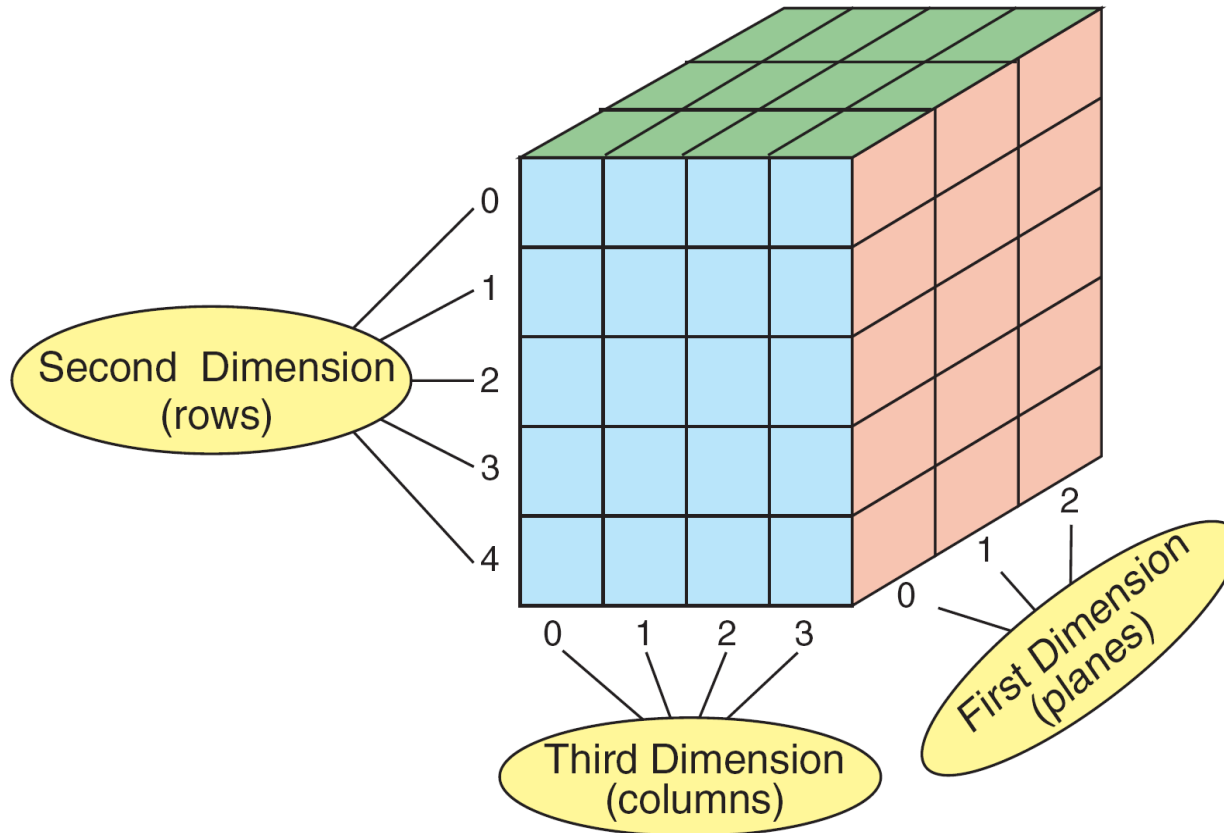 0
1
2
3
4
Second Dimension
(rows)
0 1 2 3
Third Dimension
(columns)
0
1
2
First Dimension
(planes)